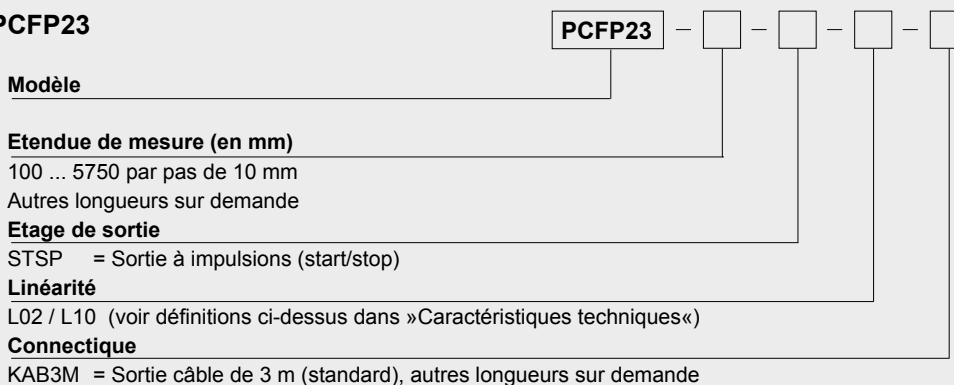 PCFP23
PCFP23 – – – –
Modèle
Etendue de mesure (en mm)
100 ... 5750 par pas de 10 mm
Autres longueurs sur demande
Etage de sortie
STSP = Sortie à impulsions (start/stop)
Linéarité
L02 / L10 (voir définitions ci-dessus dans »Caractéristiques techniques«)
Connectique
KAB3M = Sortie câble de 3 m (standard), autres longueurs sur demande